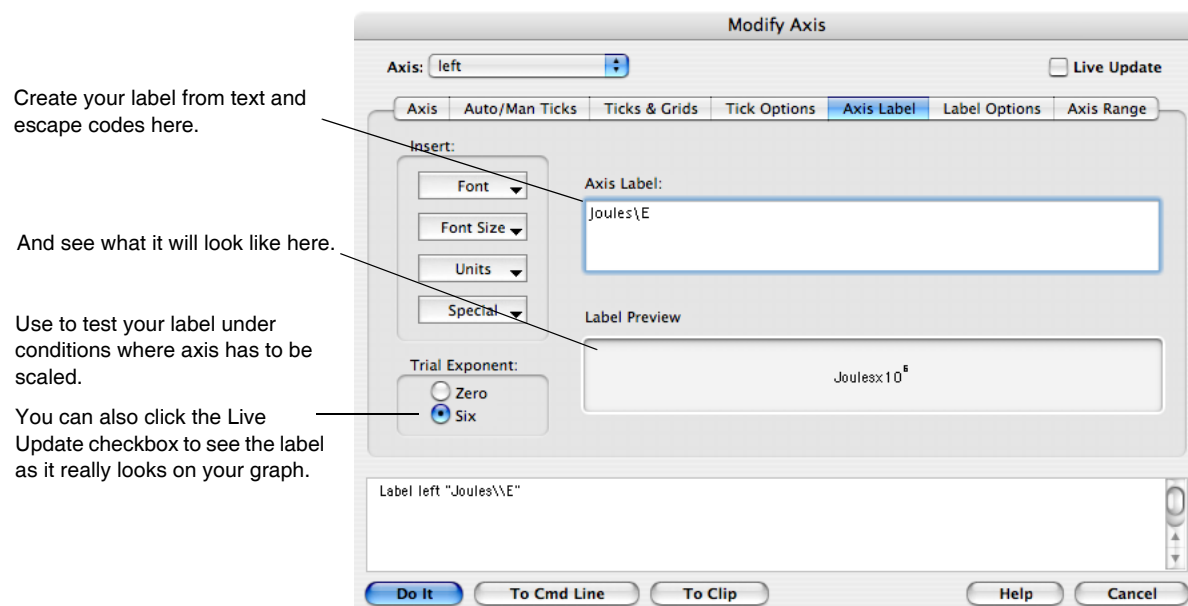 Modify Axis
Axis: left
Live Update
Create your label from text and
escape codes here.
Axis
Auto/Man Ticks
Ticks & Grids
Tick Options
Axis Label
Label Options
Axis Range
Insert:
Font
Axis Label:
Joules\E
Font Size
And see what it will look like here.
Units
Special
Label Preview
Use to test your label under
conditions where axis has to be
scaled.
Joulesx10⁶
Trial Exponent:
Zero
Six
You can also click the Live
Update checkbox to see the label
as it really looks on your graph.
Label left "Joules\\E"
Do It
To Cmd Line
To Clip
Help
Cancel